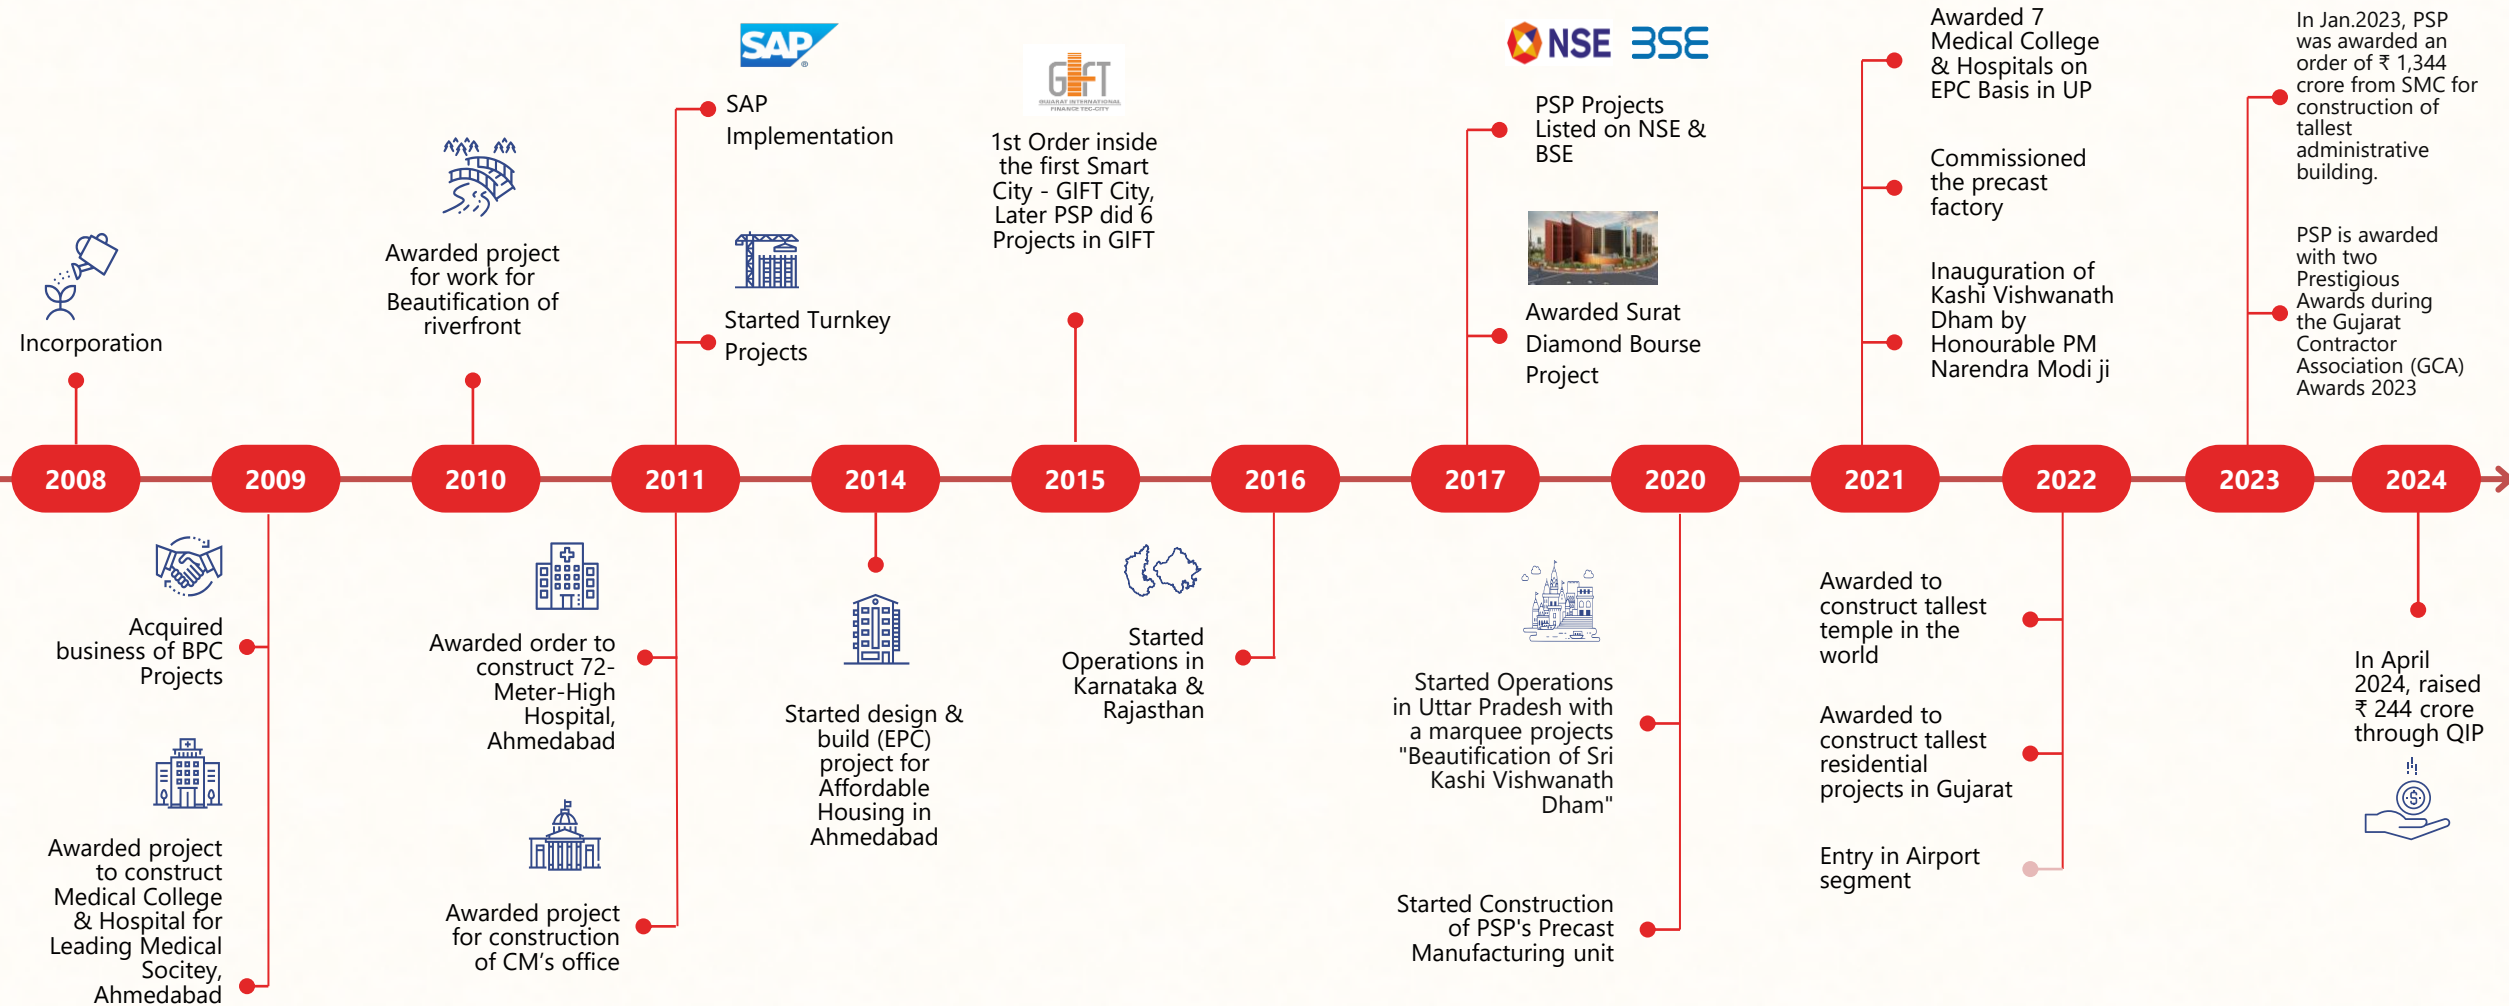 Incorporation
2008
2009
Acquired
business of BPC
Projects
Awarded project
to construct
Medical College
& Hospital for
Leading Medical
Socitey,
Ahmedabad
Awarded project
for work for
Beautification of
riverfront
2010
SAP
®
SAP
Implementation
Started Turnkey
Projects
2011
Awarded order to
construct 72-
Meter-High
Hospital,
Ahmedabad
Awarded project
for construction
of CM’s office
2014
Started design &
build (EPC)
project for
Affordable
Housing in
Ahmedabad
GIFT
GUJARAT INTERNATIONAL
FINANCE TEC-CITY
1st Order inside
the first Smart
City - GIFT City,
Later PSP did 6
Projects in GIFT
2015
2016
Started
Operations in
Karnataka &
Rajasthan
NSE BSE
PSP Projects
Listed on NSE &
BSE
Awarded Surat
Diamond Bourse
Project
2017
2020
Started Operations
in Uttar Pradesh with
a marquee projects
"Beautification of Sri
Kashi Vishwanath
Dham"
Started Construction
of PSP's Precast
Manufacturing unit
Awarded 7
Medical College
& Hospitals on
EPC Basis in UP
Commissioned
the precast
factory
Inauguration of
Kashi Vishwanath
Dham by
Honourable PM
Narendra Modi ji
2021
2022
Awarded to
construct tallest
temple in the
world
Awarded to
construct tallest
residential
projects in Gujarat
Entry in Airport
segment
In Jan.2023, PSP
was awarded an
order of ₹ 1,344
crore from SMC for
construction of
tallest
administrative
building.
PSP is awarded
with two
Prestigious
Awards during
the Gujarat
Contractor
Association (GCA)
Awards 2023
2023
2024
In April
2024, raised
₹ 244 crore
through QIP